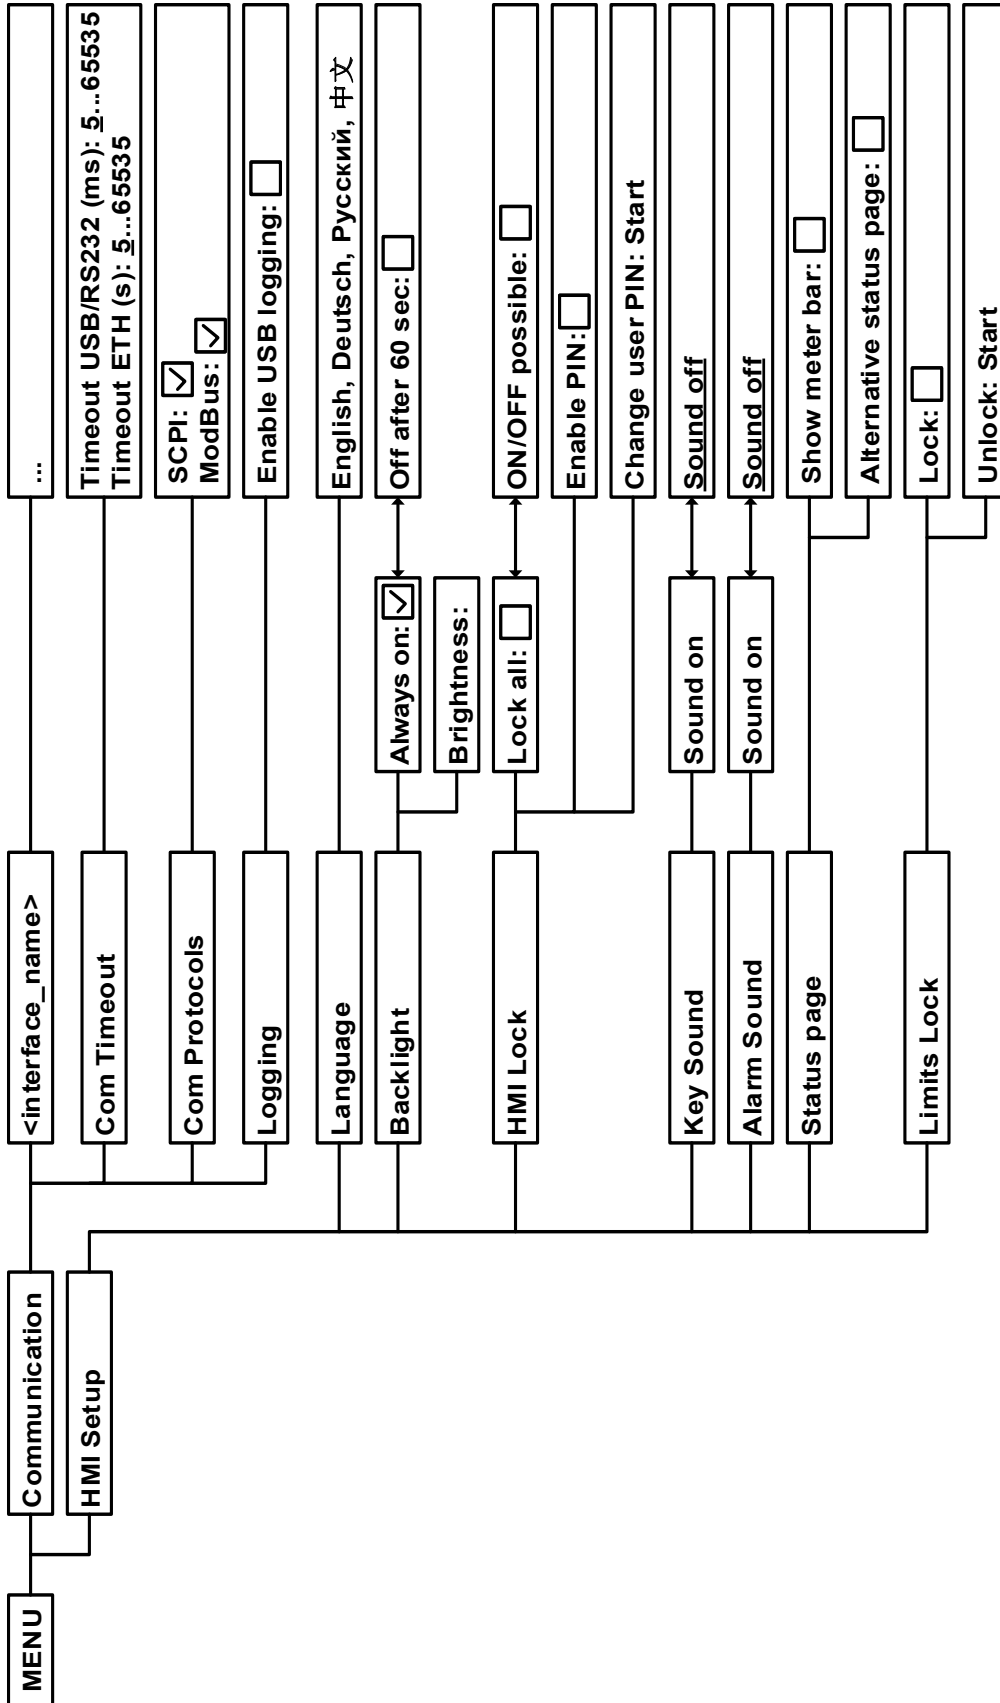 MENU
Communication
<interface_name>
...
Com Timeout
Timeout USB/RS232 (ms): 5...65535
Timeout ETH (s): 5...65535
Com Protocols
SCPI:
ModBus:
Logging
Enable USB logging:
HMI Setup
Language
English, Deutsch, Русский, 中文
Backlight
Always on:
Off after 60 sec:
Brightness:
HMI Lock
Lock all:
ON/OFF possible:
Enable PIN:
Change user PIN: Start
Key Sound
Sound on
Sound off
Alarm Sound
Sound on
Sound off
Status page
Show meter bar:
Alternative status page:
Limits Lock
Lock:
Unlock: Start